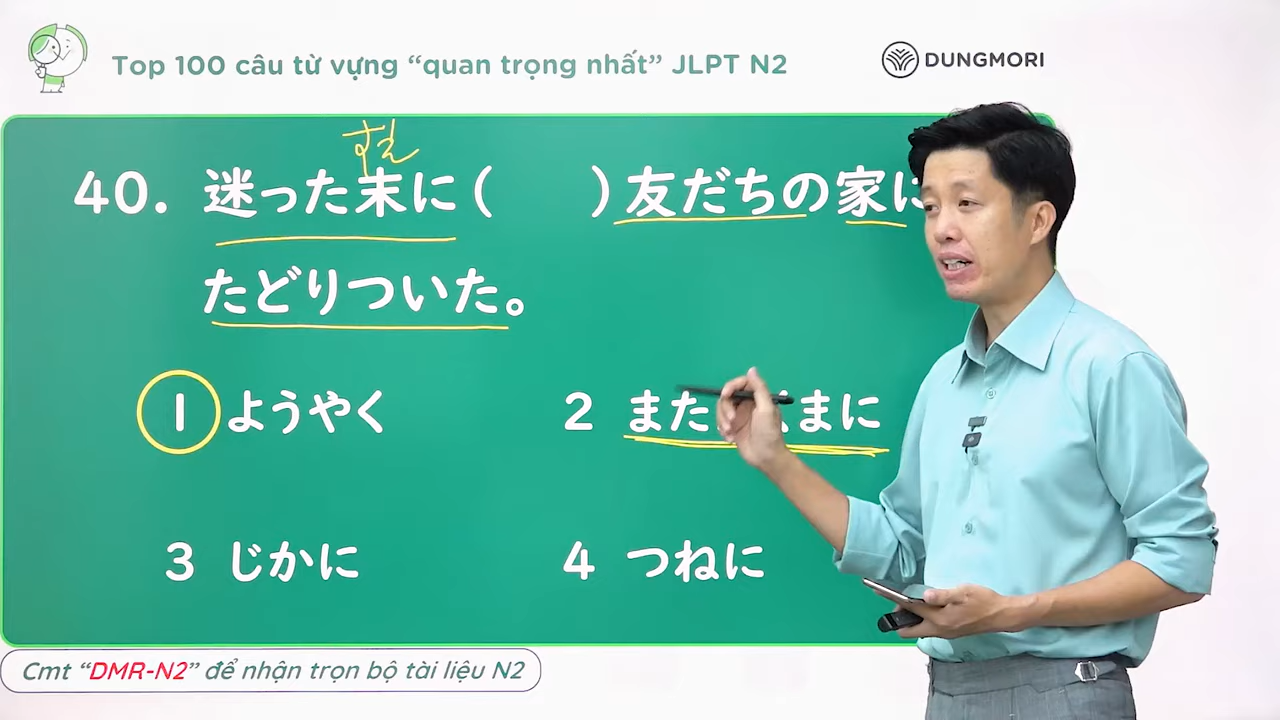 Top 100 câu từ vựng “quan trọng nhất” JLPT N2
DUNGMORI
すえ
40. 迷った末に( )友だちの家に
たどりついた。
1 ようやく
2 また まに
3 じかに
4 つねに
Cmt “DMR-N2” để nhận trọn bộ tài liệu N2